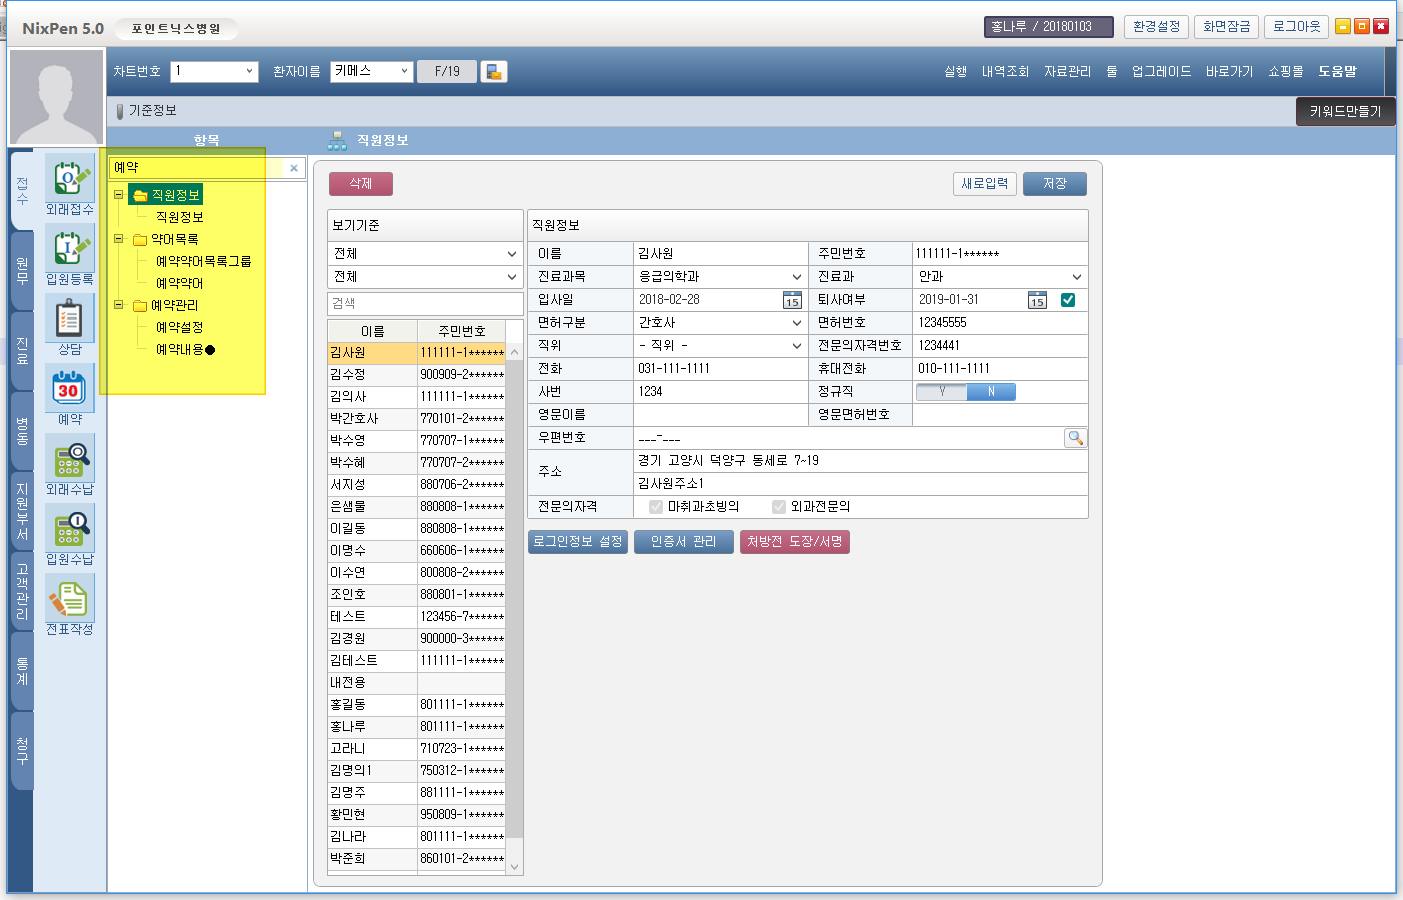 NixPen 5.0 포인트닉스병원 홍나루 / 20180103 환경설정 화면잠금 로그아웃
차트번호 1 환자이름 키메스 F/19 실행 내역조회 자료관리 툴 업그레이드 바로가기 쇼핑몰 도움말
기준정보 키워드만들기
항목 직원정보
접수
원무
진료
병동
지원부서
고객관리
통계
청구
외래접수
입원등록
상담
30
예약
외래수납
입원수납
전표작성
예약
직원정보
직원정보
약어목록
예약약어목록그룹
예약약어
예약관리
예약설정
예약내용●
삭제 새로입력 저장
보기기준
전체
전체
검색
이름 주민번호
김사원 111111-1******
김수정 900909-2******
김의사 111111-1******
박간호사 770101-2******
박수영 770707-1******
박수혜 770707-2******
서지성 880706-2******
은샘물 880808-1******
이길동 880808-1******
이명수 660606-1******
이수연 800808-2******
조인호 880801-1******
테스트 123456-7******
김경원 900000-3******
김테스트 111111-1******
내전용
홍길동 801111-1******
홍나루 801111-1******
고라니 710723-1******
김명의1 750312-1******
김명주 881111-1******
황민현 950809-1******
김나라 801111-1******
박준희 860101-2******
직원정보
이름 김사원 주민번호 111111-1******
진료과목 응급의학과 진료과 안과
입사일 2018-02-28 15 퇴사여부 2019-01-31 15
면허구분 간호사 면허번호 12345555
직위 - 직위 - 전문의자격번호 1234441
전화 031-111-1111 휴대전화 010-111-1111
사번 1234 정규직 Y N
영문이름 영문면허번호
우편번호 ___-___
주소 경기 고양시 덕양구 동세로 7~19
김사원주소1
전문의자격 마취과초빙의 외과전문의
로그인정보 설정 인증서 관리 처방전 도장/서명